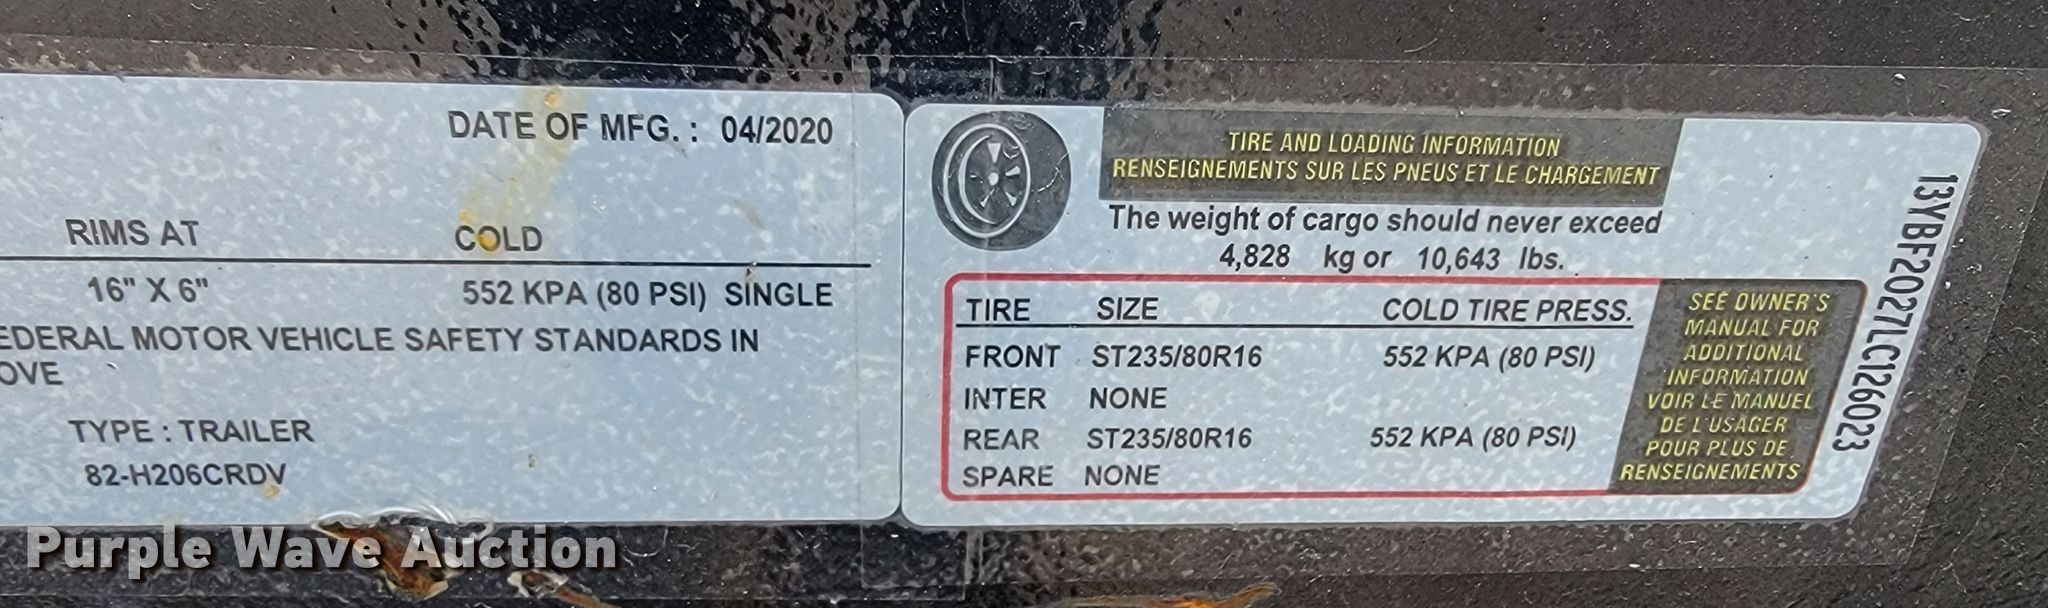 DATE OF MFG. : 04/2020
RIMS AT COLD
16" X 6" 552 KPA (80 PSI) SINGLE
EDERAL MOTOR VEHICLE SAFETY STANDARDS IN
OVE
TYPE : TRAILER
82-H206CRDV
TIRE AND LOADING INFORMATION
RENSEIGNEMENTS SUR LES PNEUS ET LE CHARGEMENT
The weight of cargo should never exceed
4,828 kg or 10,643 lbs.
TIRE SIZE COLD TIRE PRESS.
FRONT ST235/80R16 552 KPA (80 PSI)
INTER NONE
REAR ST235/80R16 552 KPA (80 PSI)
SPARE NONE
SEE OWNER'S
MANUAL FOR
ADDITIONAL
INFORMATION
VOIR LE MANUEL
DE L'USAGER
POUR PLUS DE
RENSEIGNEMENTS
13YBF2027LC126023
Purple Wave Auction